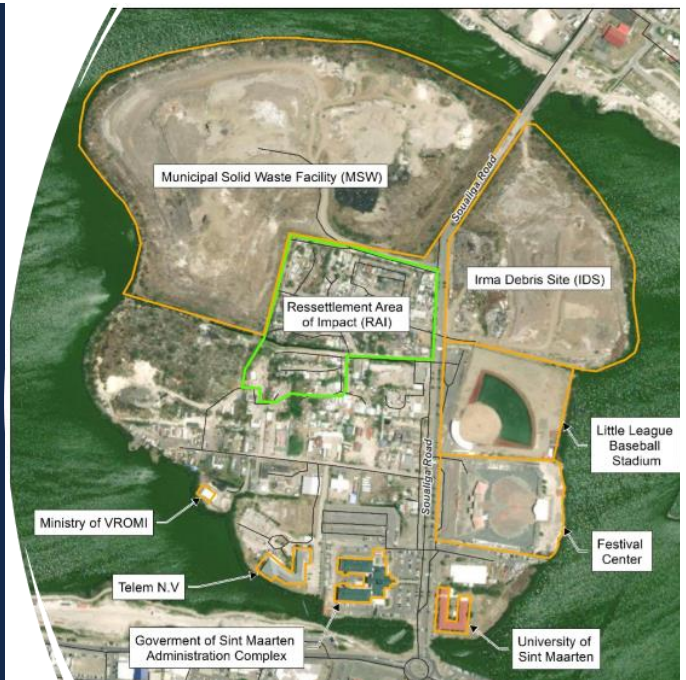 Municipal Solid Waste Facility (MSW)
Soualiga Road
Irma Debris Site (IDS)
Ressettlement Area
of Impact (RAI)
Little League
Baseball
Stadium
Soualiga Road
Ministry of VROMI
Festival
Center
Telem N.V
Goverment of Sint Maarten
Administration Complex
University of
Sint Maarten